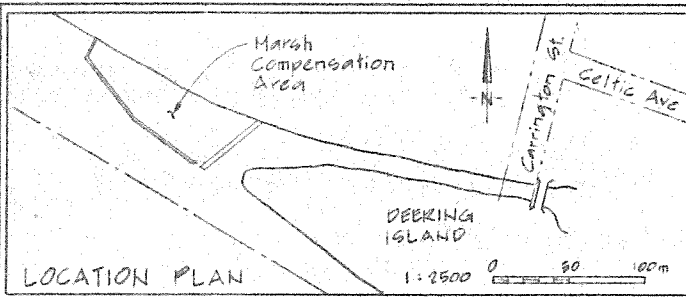 Marsh
Compensation
Area
N
Carrington St.
Celtic Ave
DEERING
ISLAND
LOCATION PLAN
1:2500
0 50 100m